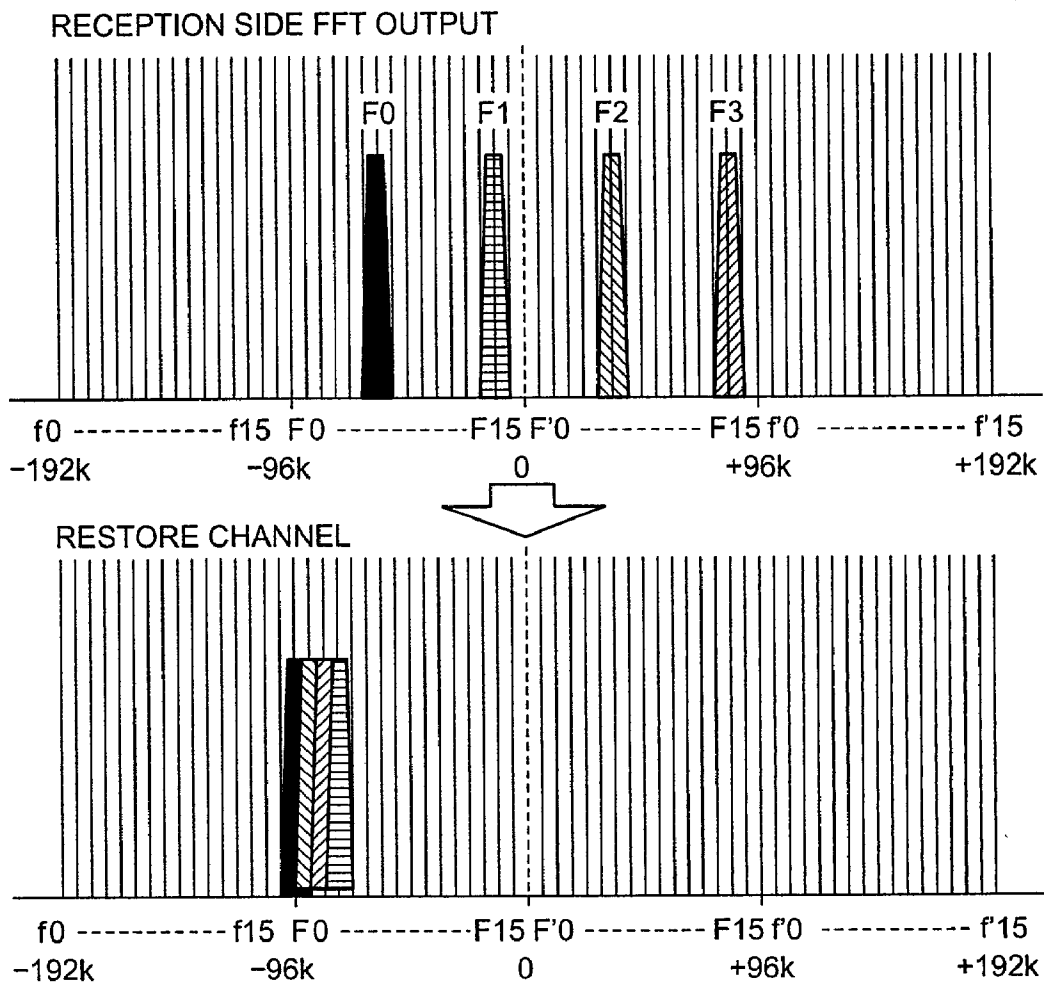 RECEPTION SIDE FFT OUTPUT
F0 F1 F2 F3
f0 ---------- f15 F0 ---------- F15 F'0 ---------- F15 f'0 ---------- f'15
−192k −96k 0 +96k +192k
RESTORE CHANNEL
f0 ---------- f15 F0 ---------- F15 F'0 ---------- F15 f'0 ---------- f'15
−192k −96k 0 +96k +192k